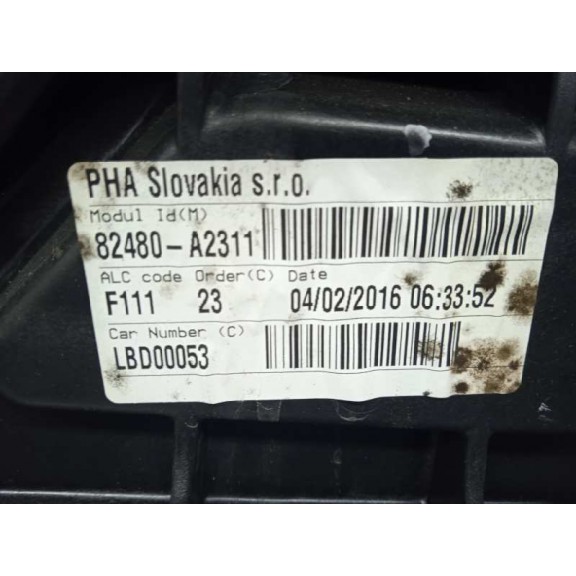 PHA Slovakia s.r.o.
Modul Id(M)
82480-A2311
ALC code Order(C) Date
F111 23 04/02/2016 06:33:52
Car Number (C)
LBD00053